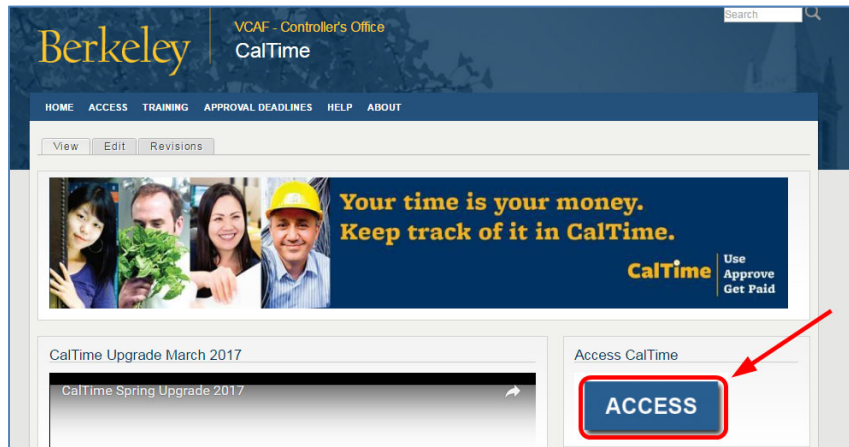 Berkeley
VCAF - Controller's Office
CalTime
Search
HOME ACCESS TRAINING APPROVAL DEADLINES HELP ABOUT
View Edit Revisions
Your time is your money.
Keep track of it in CalTime.
CalTime
Use
Approve
Get Paid
CalTime Upgrade March 2017
CalTime Spring Upgrade 2017
Access CalTime
ACCESS